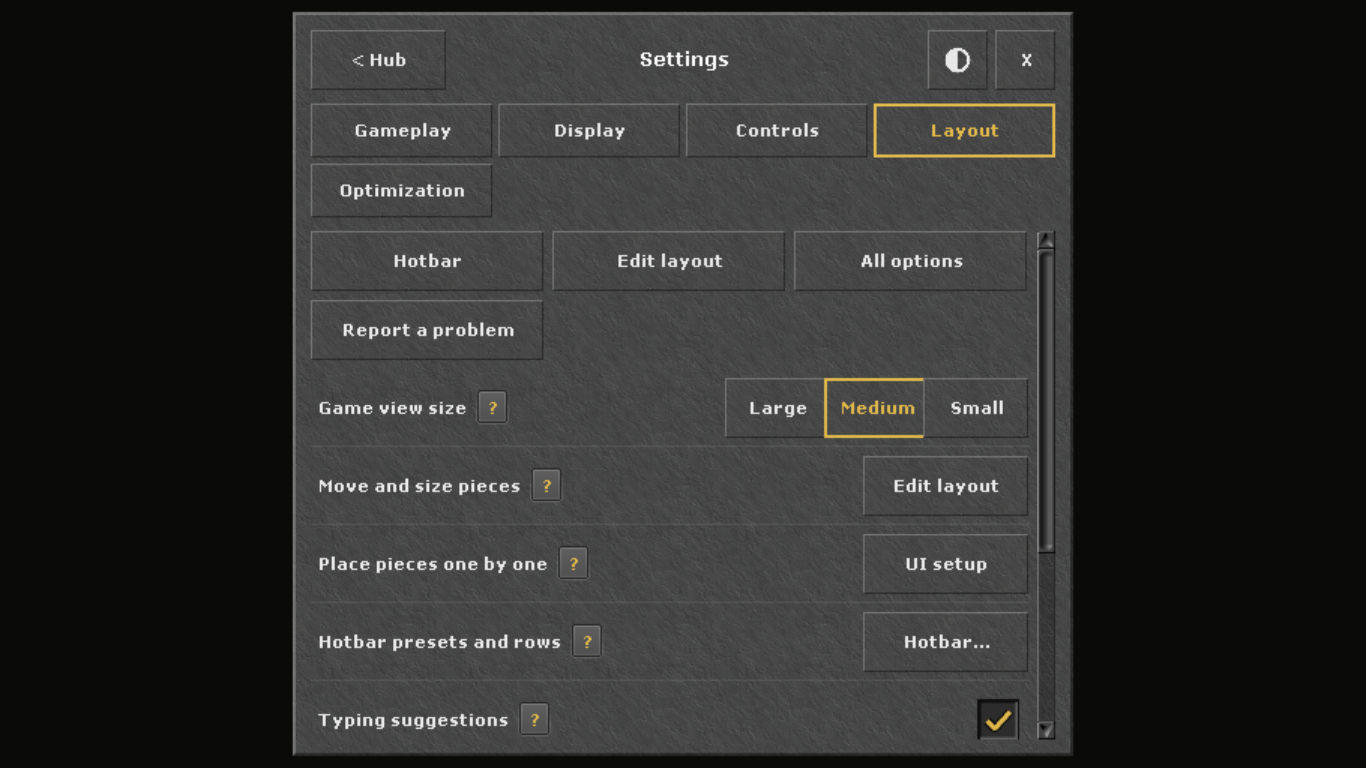 < Hub
Settings
x
Gameplay
Display
Controls
Layout
Optimization
Hotbar
Edit layout
All options
Report a problem
Game view size ?
Large
Medium
Small
Move and size pieces ?
Edit layout
Place pieces one by one ?
UI setup
Hotbar presets and rows ?
Hotbar...
Typing suggestions ?